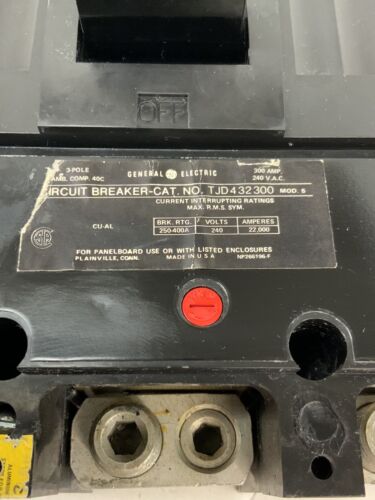 OFF
3-POLE
AMB. COMP. 40C
GENERAL ELECTRIC
300 AMP
240 V.A.C.
CIRCUIT BREAKER-CAT. NO. TJD432300 MOD. 6
CURRENT INTERRUPTING RATINGS
MAX. R.M.S. SYM.
CU-AL
BRK. RTG. VOLTS AMPERES
250-400A 240 22,000
FOR PANELBOARD USE OR WITH LISTED ENCLOSURES
PLAINVILLE, CONN. MADE IN U S A NP266196-F